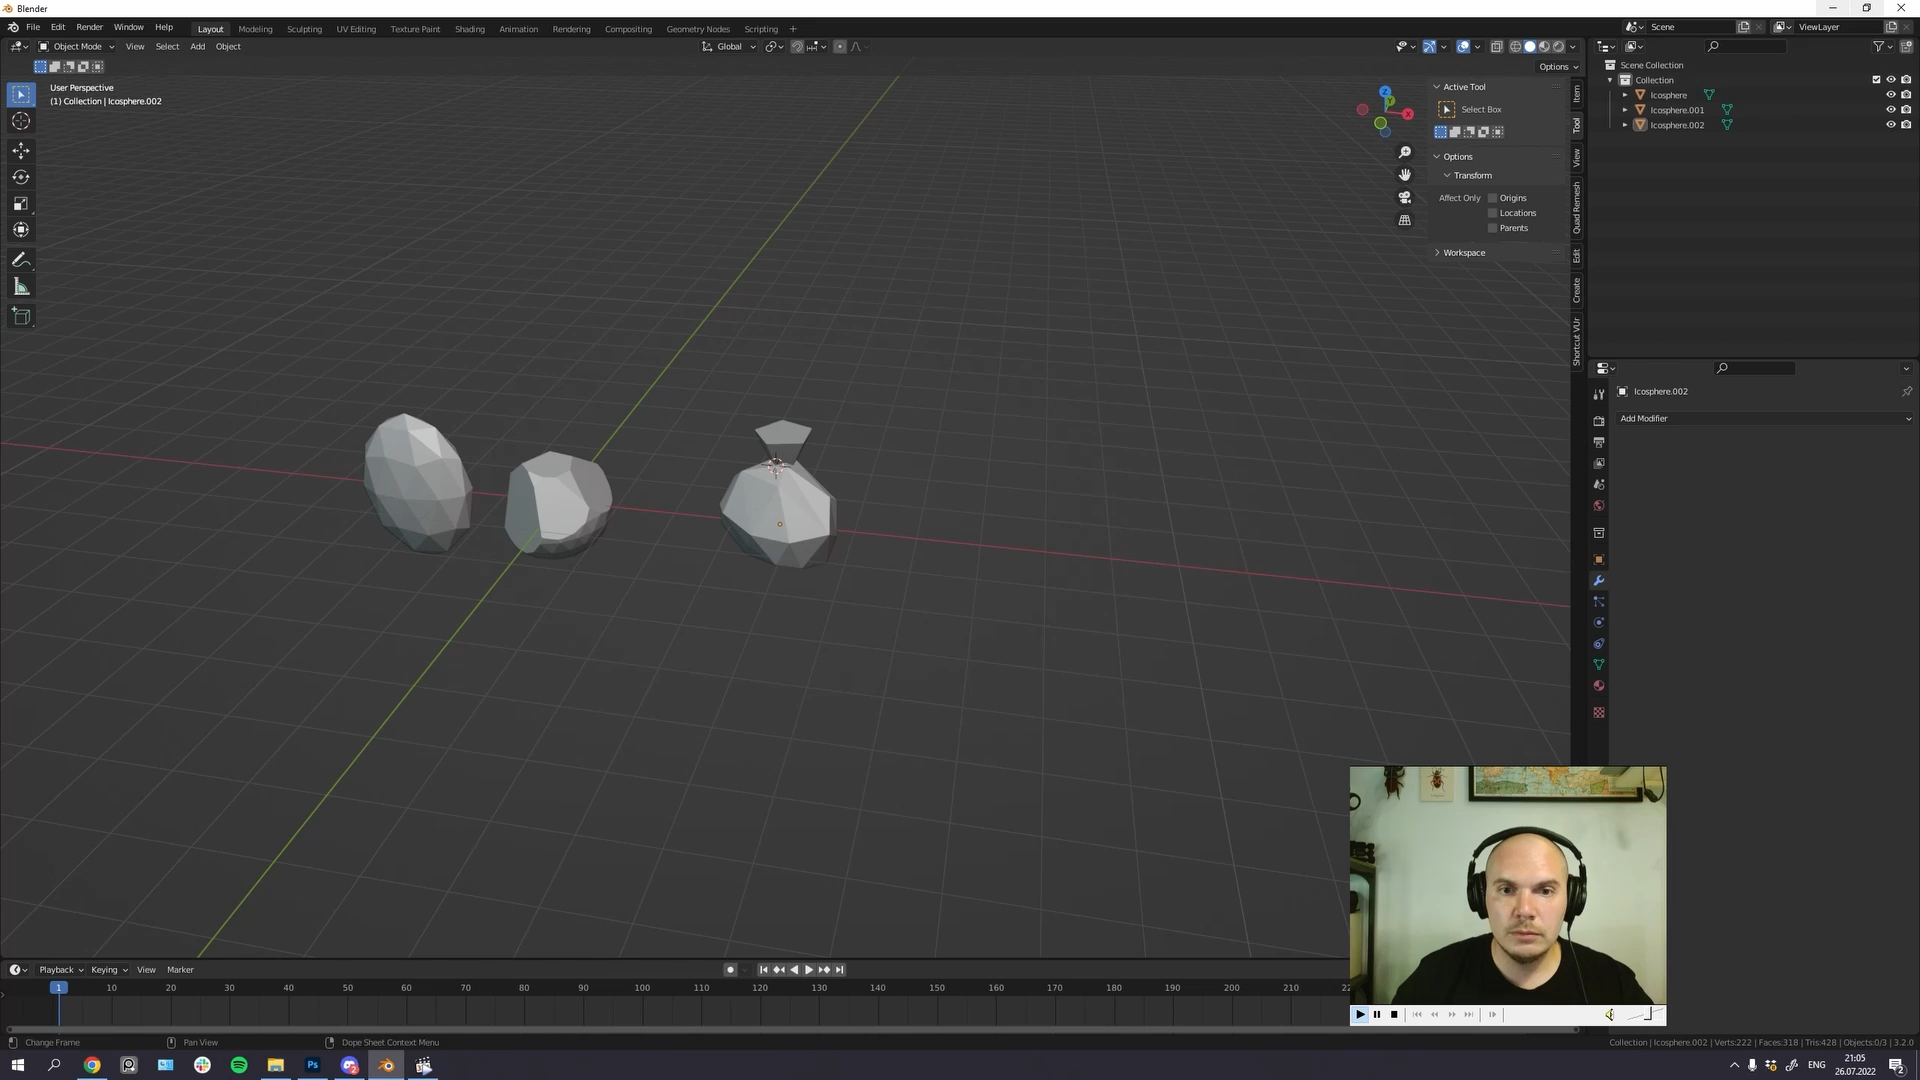 Blender
File Edit Render Window Help Layout Modeling Sculpting UV Editing Texture Paint Shading Animation Rendering Compositing Geometry Nodes Scripting + Scene ViewLayer
Object Mode View Select Add Object Global
Options
User Perspective
(1) Collection | Icosphere.002
Z
Y
X
Active Tool
Select Box
Options
Transform
Affect Only Origins
Locations
Parents
Workspace
Item
Tool
View
Quad Remesh
Edit
Create
Shortcut VUr
Scene Collection
Collection
Icosphere
Icosphere.001
Icosphere.002
Icosphere.002
Add Modifier
Playback Keying View Marker
1 10 20 30 40 50 60 70 80 90 100 110 120 130 140 150 160 170 180 190 200 210
Change Frame Pan View Dope Sheet Context Menu
Collection | Icosphere.002 | Verts:222 | Faces:318 | Tris:428 | Objects:0/3 | 3.2.0
Ps
2
ENG
21:05
26.07.2022
2